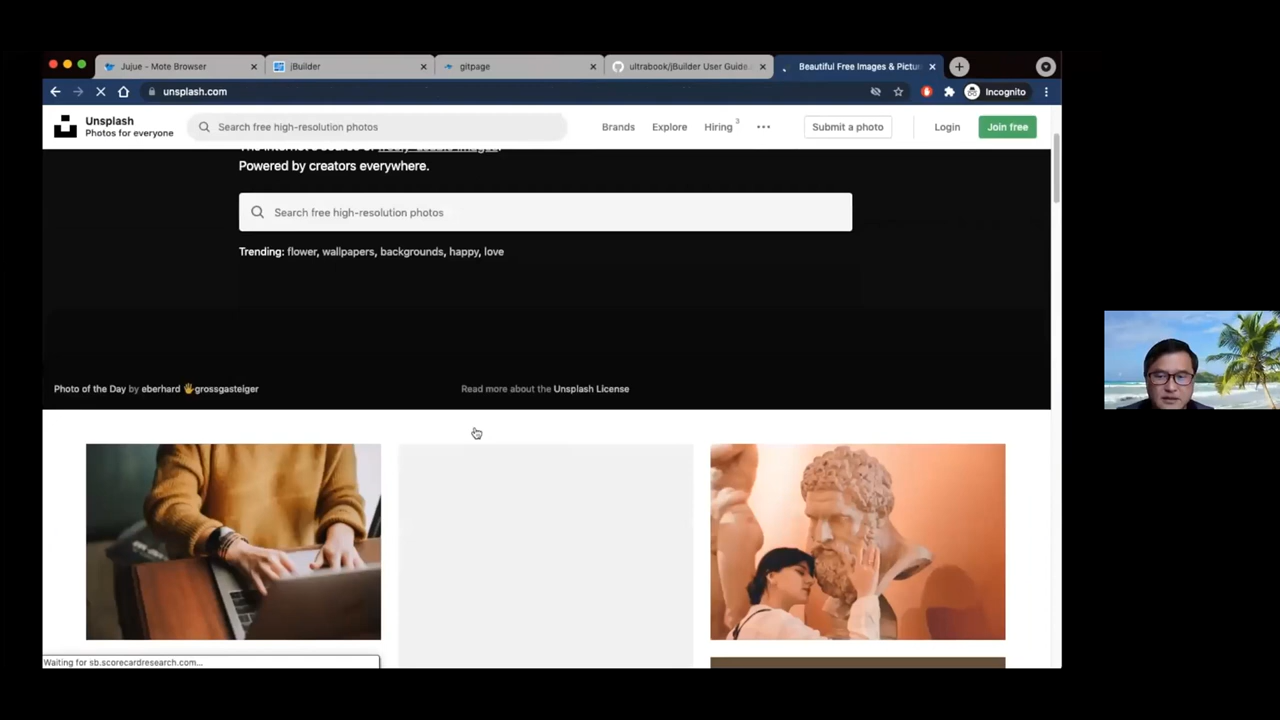 Jujue - Mote Browser
jBuilder
gitpage
ultrabook/jBuilder User Guide
Beautiful Free Images & Pictu
unsplash.com
Incognito
Unsplash
Photos for everyone
Search free high-resolution photos
Brands
Explore
Hiring 3
Submit a photo
Login
Join free
Powered by creators everywhere.
Search free high-resolution photos
Trending: flower, wallpapers, backgrounds, happy, love
Photo of the Day by eberhard 🖐grossgasteiger
Read more about the Unsplash License
Waiting for sb.scorecardresearch.com...